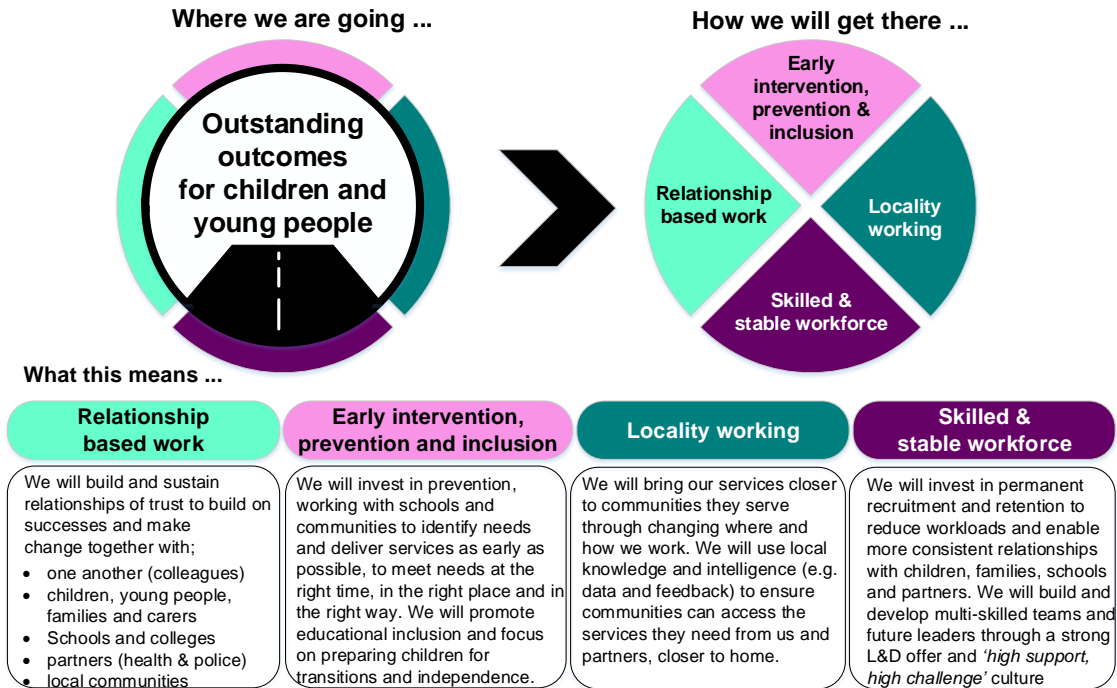 Where we are going ...
How we will get there ...
Outstanding
outcomes
for children and
young people
Early
intervention,
prevention &
inclusion
Relationship
based work
Locality
working
Skilled &
stable workforce
What this means ...
Relationship
based work
We will build and sustain
relationships of trust to build on
successes and make
change together with;
• one another (colleagues)
• children, young people,
families and carers
• Schools and colleges
• partners (health & police)
• local communities
Early intervention,
prevention and inclusion
We will invest in prevention,
working with schools and
communities to identify needs
and deliver services as early as
possible, to meet needs at the
right time, in the right place and in
the right way. We will promote
educational inclusion and focus
on preparing children for
transitions and independence.
Locality working
We will bring our services closer
to communities they serve
through changing where and
how we work. We will use local
knowledge and intelligence (e.g.
data and feedback) to ensure
communities can access the
services they need from us and
partners, closer to home.
Skilled &
stable workforce
We will invest in permanent
recruitment and retention to
reduce workloads and enable
more consistent relationships
with children, families, schools
and partners. We will build and
develop multi-skilled teams and
future leaders through a strong
L&D offer and ‘high support,
high challenge’ culture